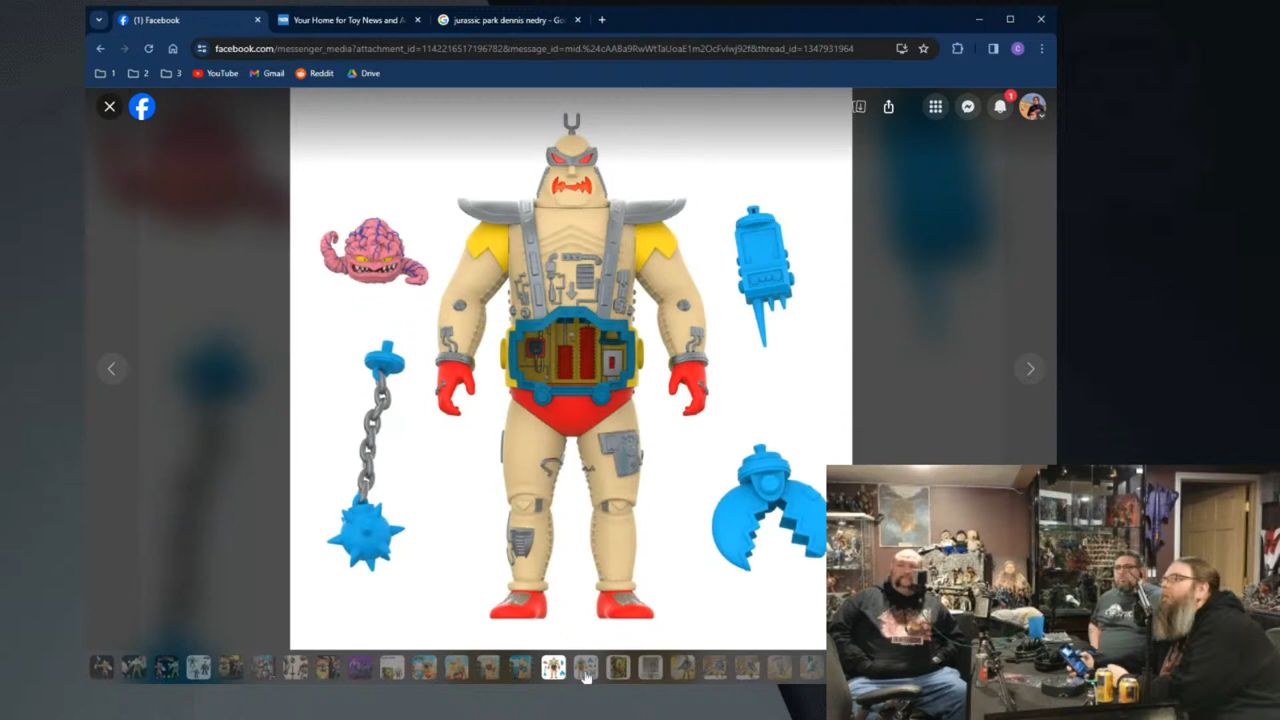 (1) Facebook
Your Home for Toy News and A
jurassic park dennis nedry - Go
facebook.com/messenger_media?attachment_id=1142216517196782&message_id=mid.%24cAA8a9RwWtTaUoaE1m2OcFvIwj92f&thread_id=1347931964
C
1
2
3
YouTube
Gmail
Reddit
Drive
1